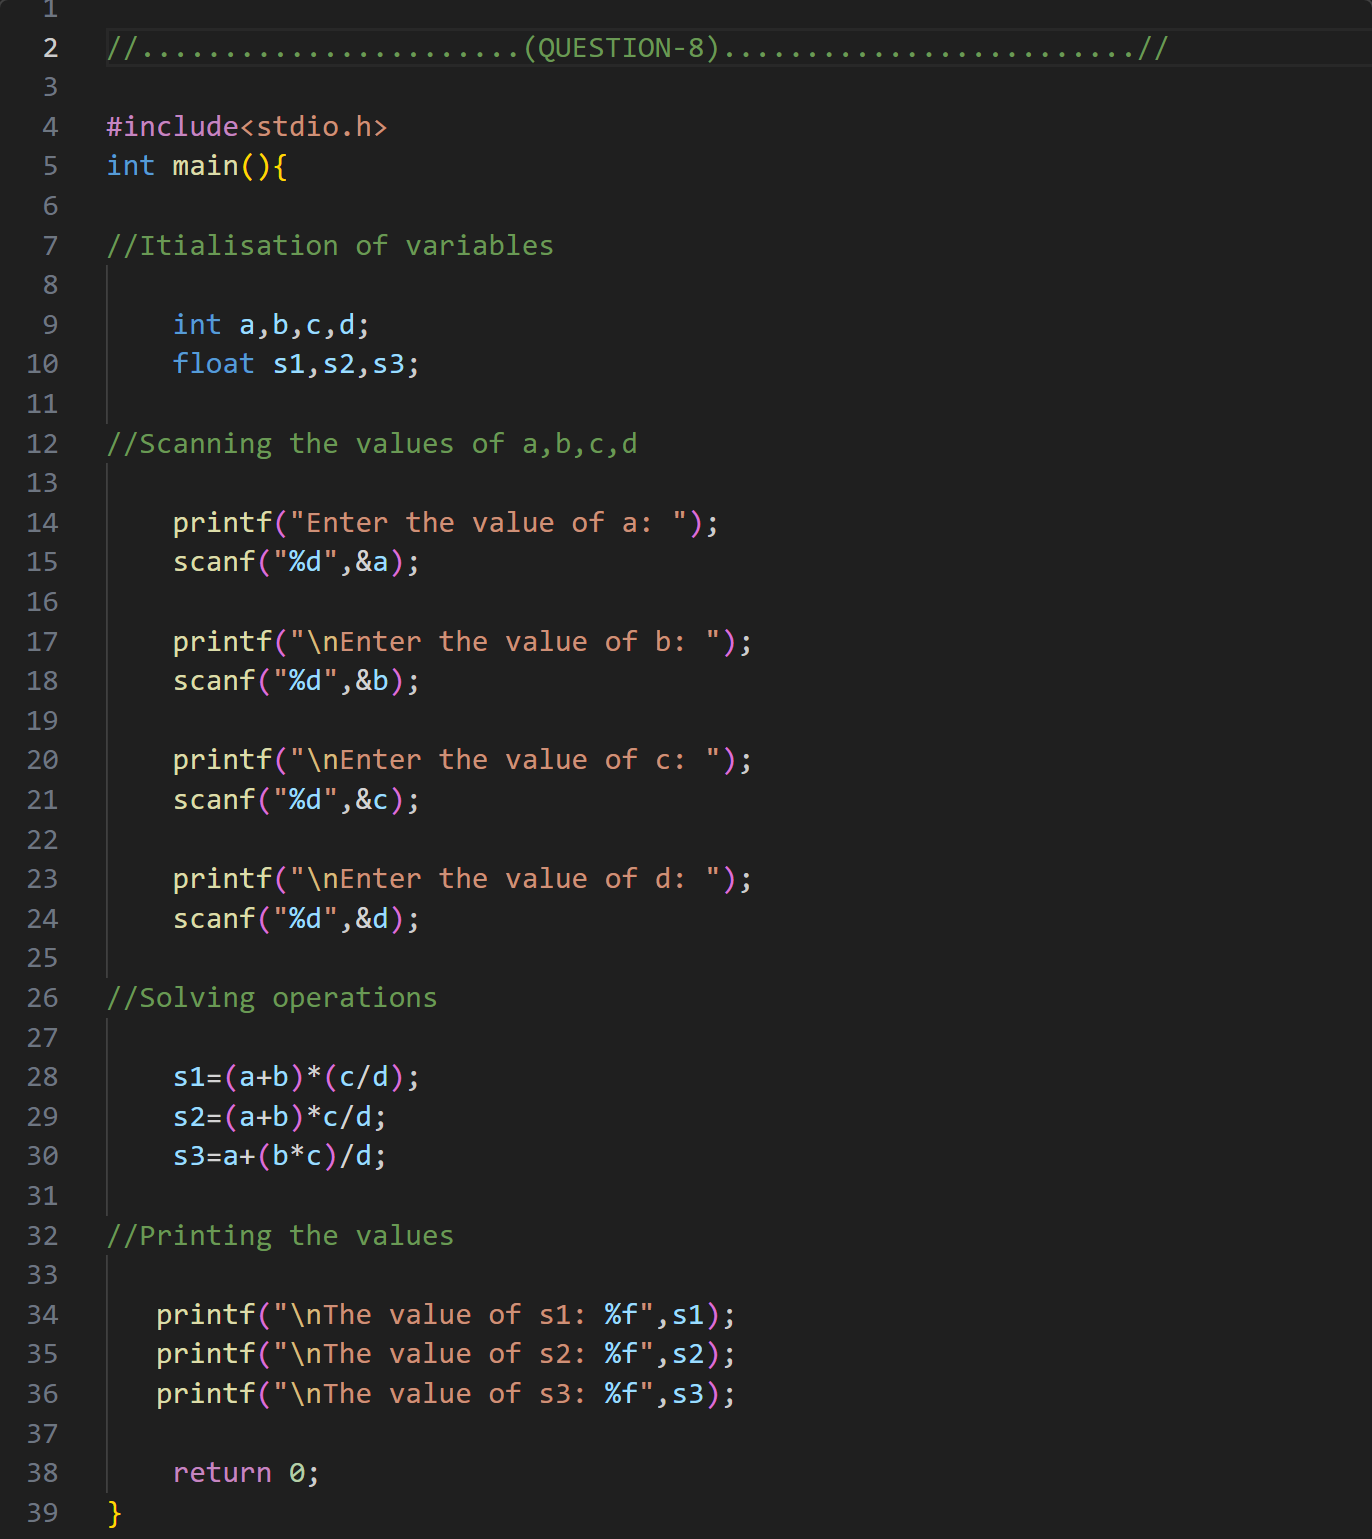 1
2 //.......................(QUESTION-8).........................//
3
4 #include<stdio.h>
5 int main(){
6
7 //Itialisation of variables
8
9     int a,b,c,d;
10     float s1,s2,s3;
11
12 //Scanning the values of a,b,c,d
13
14     printf("Enter the value of a: ");
15     scanf("%d",&a);
16
17     printf("\nEnter the value of b: ");
18     scanf("%d",&b);
19
20     printf("\nEnter the value of c: ");
21     scanf("%d",&c);
22
23     printf("\nEnter the value of d: ");
24     scanf("%d",&d);
25
26 //Solving operations
27
28     s1=(a+b)*(c/d);
29     s2=(a+b)*c/d;
30     s3=a+(b*c)/d;
31
32 //Printing the values
33
34    printf("\nThe value of s1: %f",s1);
35    printf("\nThe value of s2: %f",s2);
36    printf("\nThe value of s3: %f",s3);
37
38     return 0;
39 }